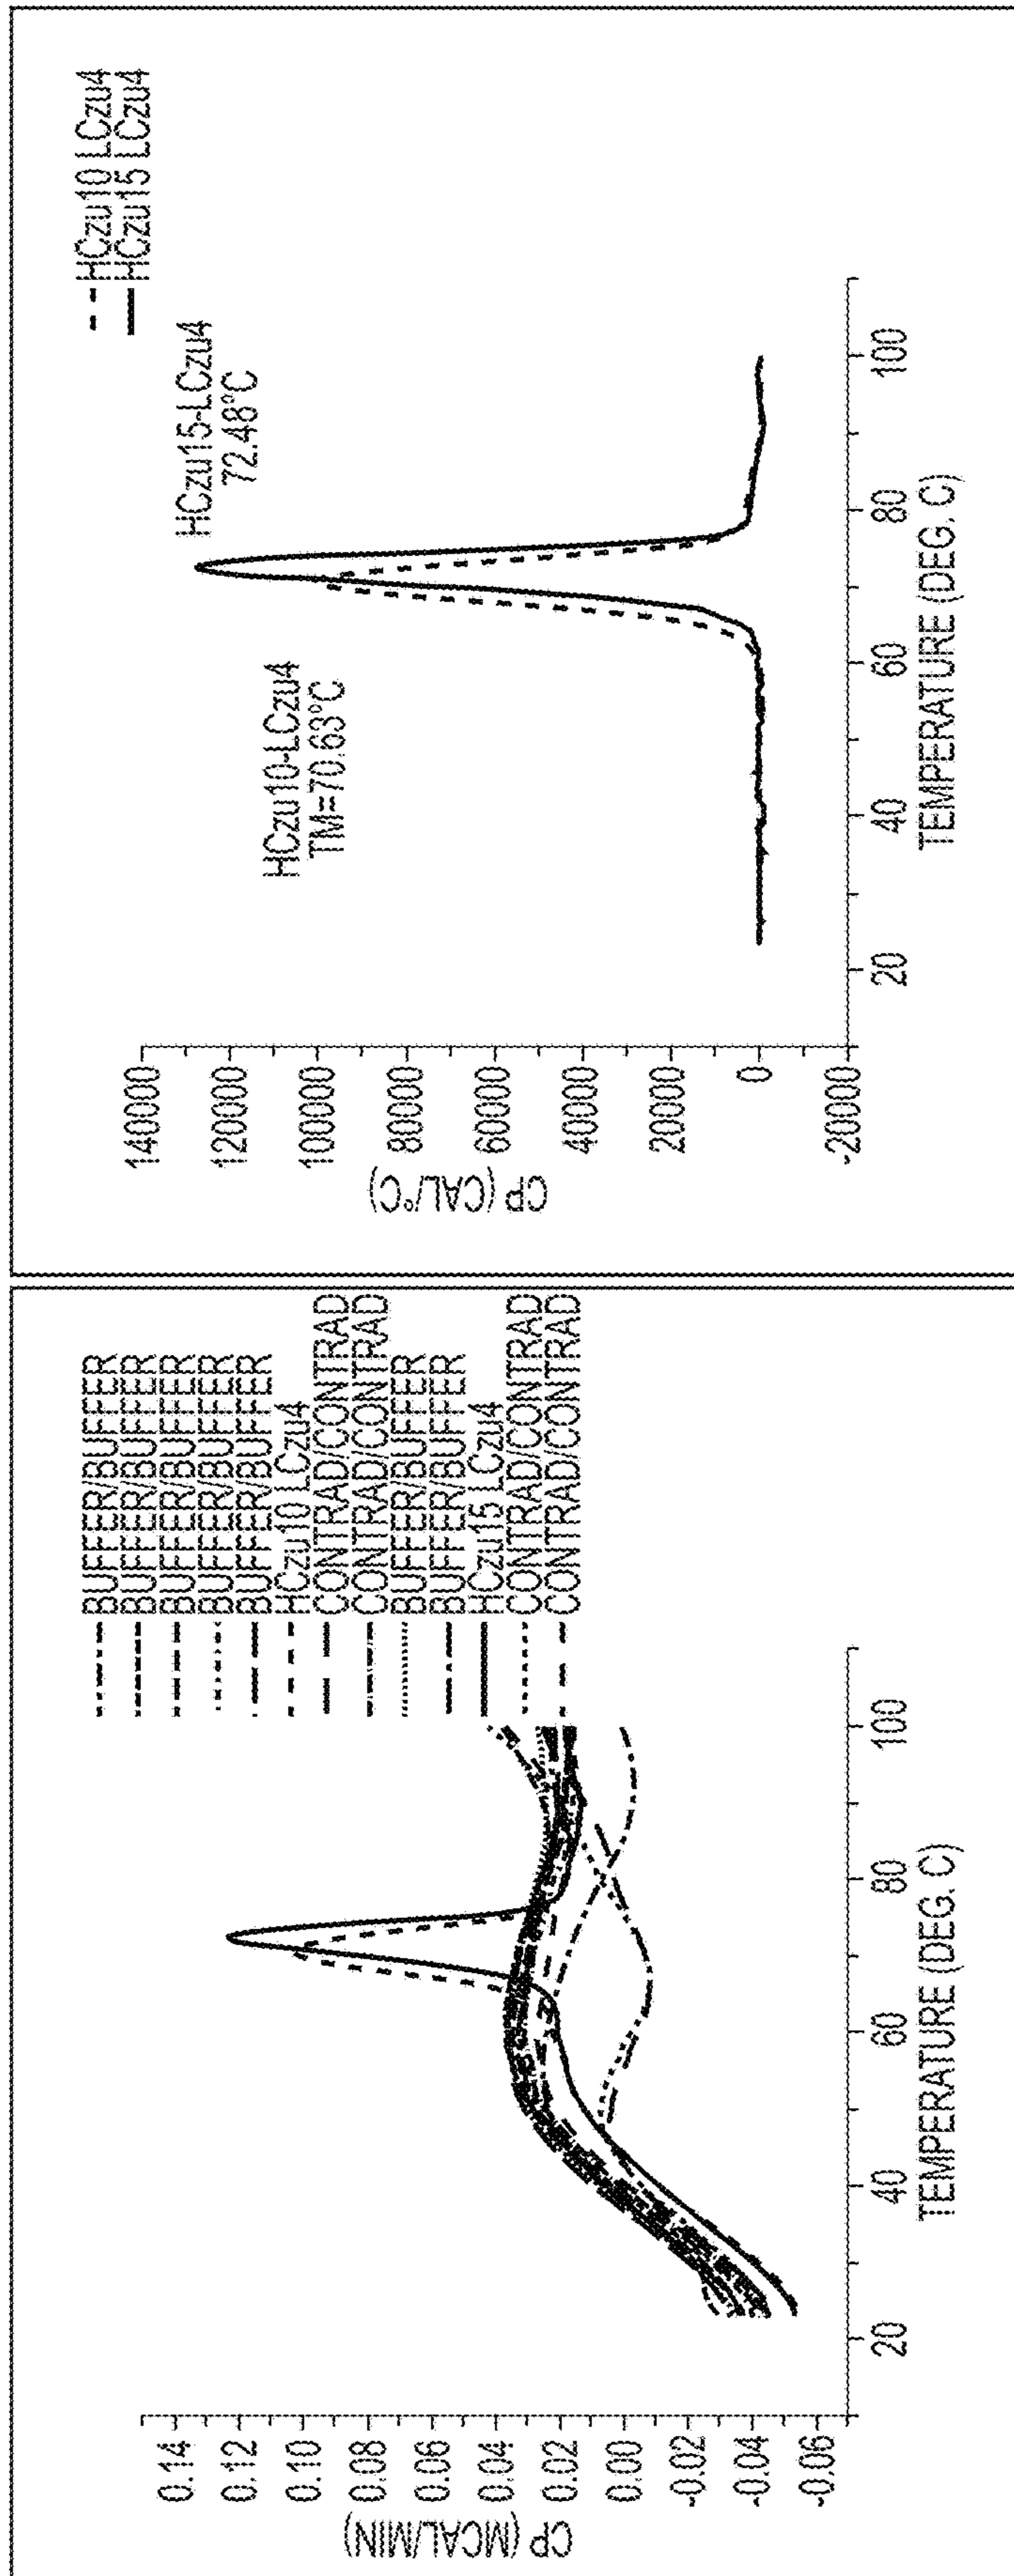 BUFFER/BUFFER
BUFFER/BUFFER
BUFFER/BUFFER
BUFFER/BUFFER
BUFFER/BUFFER
HCzu10 LCzu4
CONTRAD/CONTRAD
CONTRAD/CONTRAD
BUFFER/BUFFER
BUFFER/BUFFER
HCzu15 LCzu4
CONTRAD/CONTRAD
CONTRAD/CONTRAD
CP (MCAL/MIN)
0.14
0.12
0.10
0.08
0.06
0.04
0.02
0.00
-0.02
-0.04
-0.06
20
40
60
80
100
TEMPERATURE (DEG. C)
HCzu10 LCzu4
HCzu15 LCzu4
HCzu15-LCzu4
72.48°C
HCzu10-LCzu4
TM=70.63°C
CP (CAL/°C)
140000
120000
100000
80000
60000
40000
20000
0
-20000
20
40
60
80
100
TEMPERATURE (DEG. C)